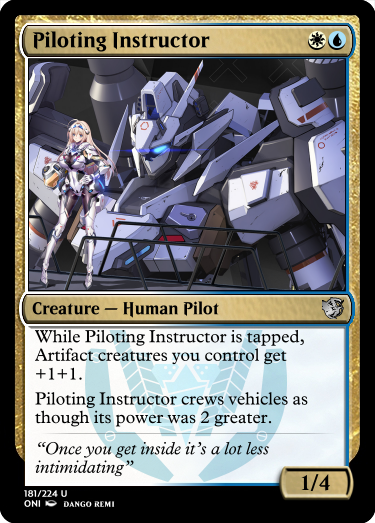 Piloting Instructor
Creature — Human Pilot
While Piloting Instructor is tapped,
Artifact creatures you control get
+1+1.
Piloting Instructor crews vehicles as
though its power was 2 greater.
“Once you get inside it's a lot less
intimidating”
1/4
181/224 U
ONI DANGO REMI